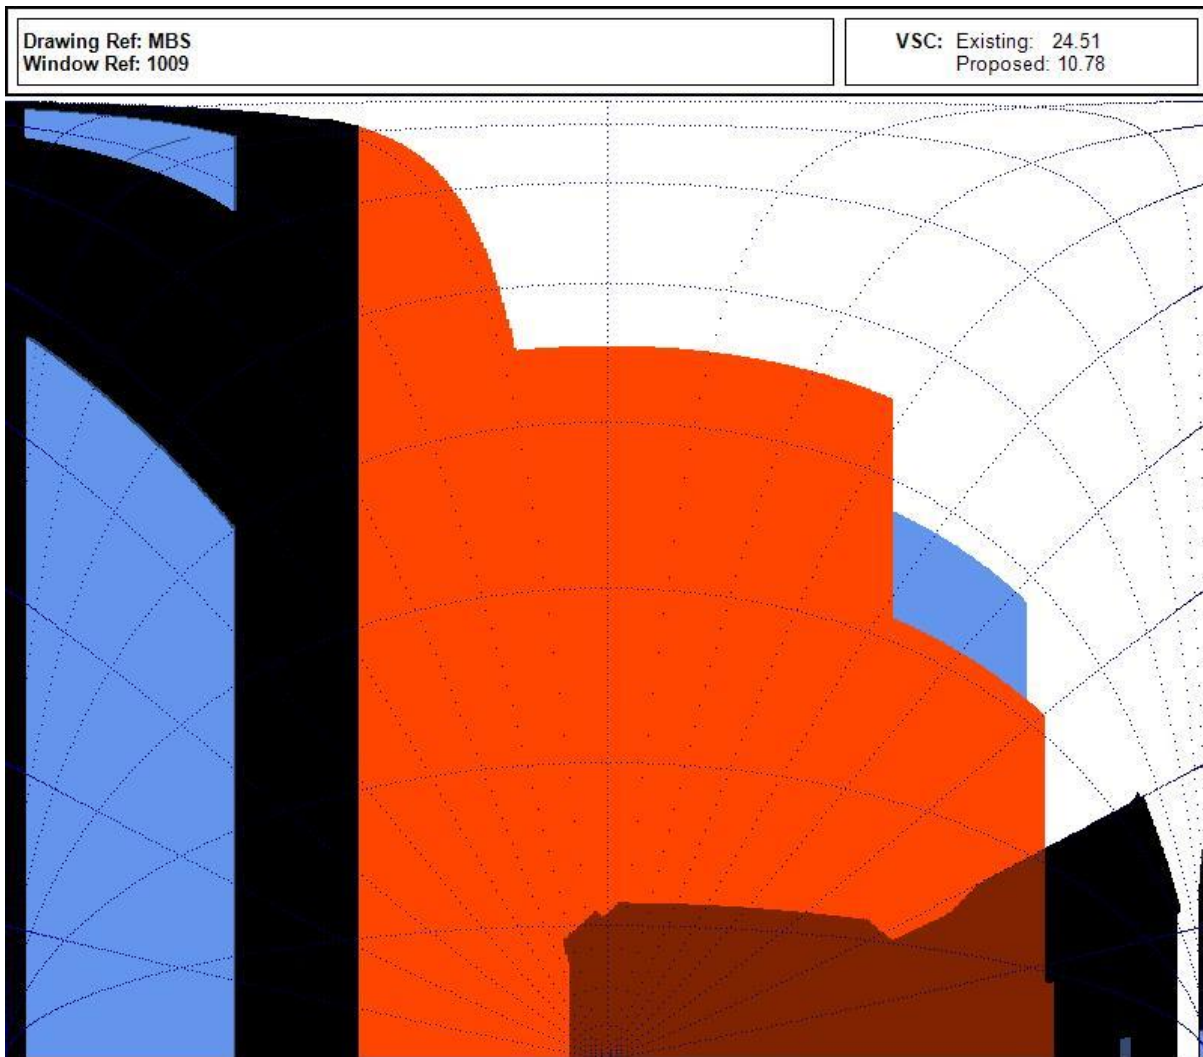 Drawing Ref: MBS
Window Ref: 1009
VSC: Existing: 24.51
Proposed: 10.78